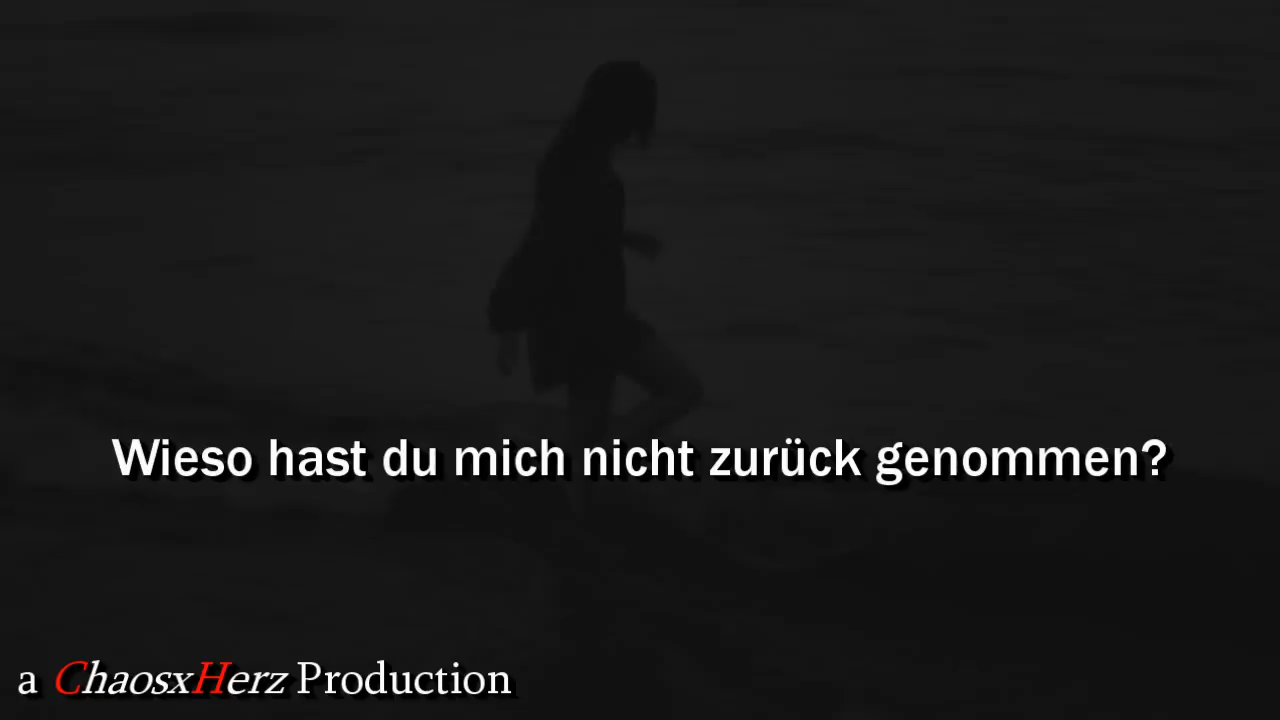 Wieso hast du mich nicht zurück genommen?
a ChaosxHerz Production